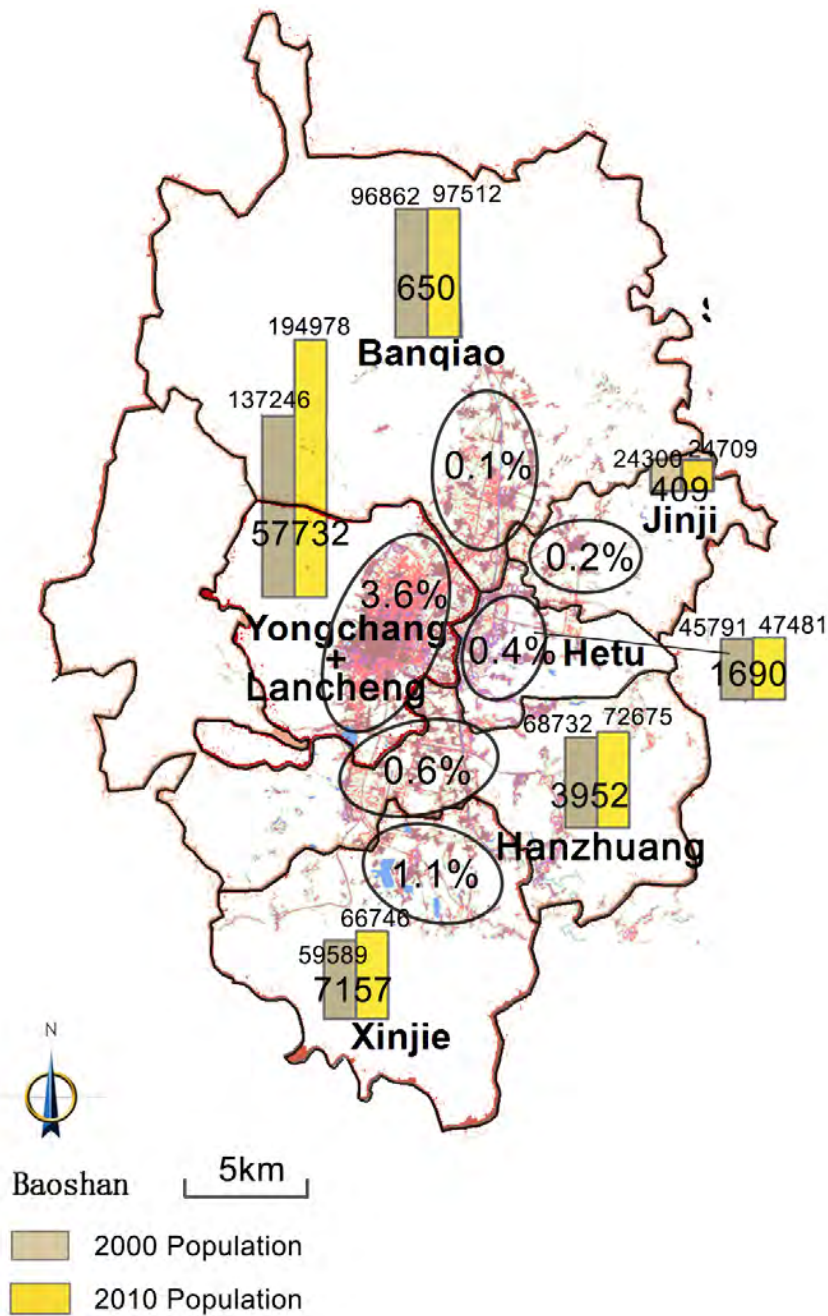 96862 97512
650
Banqiao
194978
137246
57732
0.1%
24300 24709
409
Jinji
0.2%
3.6%
Yongchang
+
Lancheng
0.4%
Hetu
45791 47481
1690
68732 72675
3952
Hanzhuang
0.6%
1.1%
66746
59589
7157
Xinjie
N
5km
Baoshan
2000 Population
2010 Population